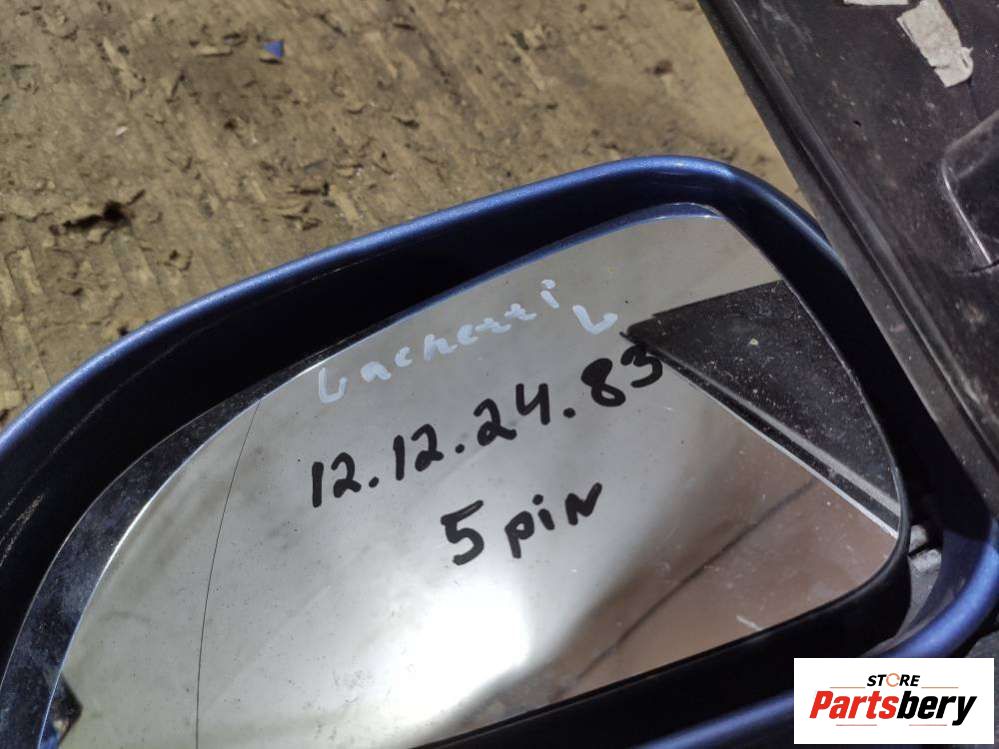 Lachetti
L
12.12.24.83
5 pin
STORE
Partsbery